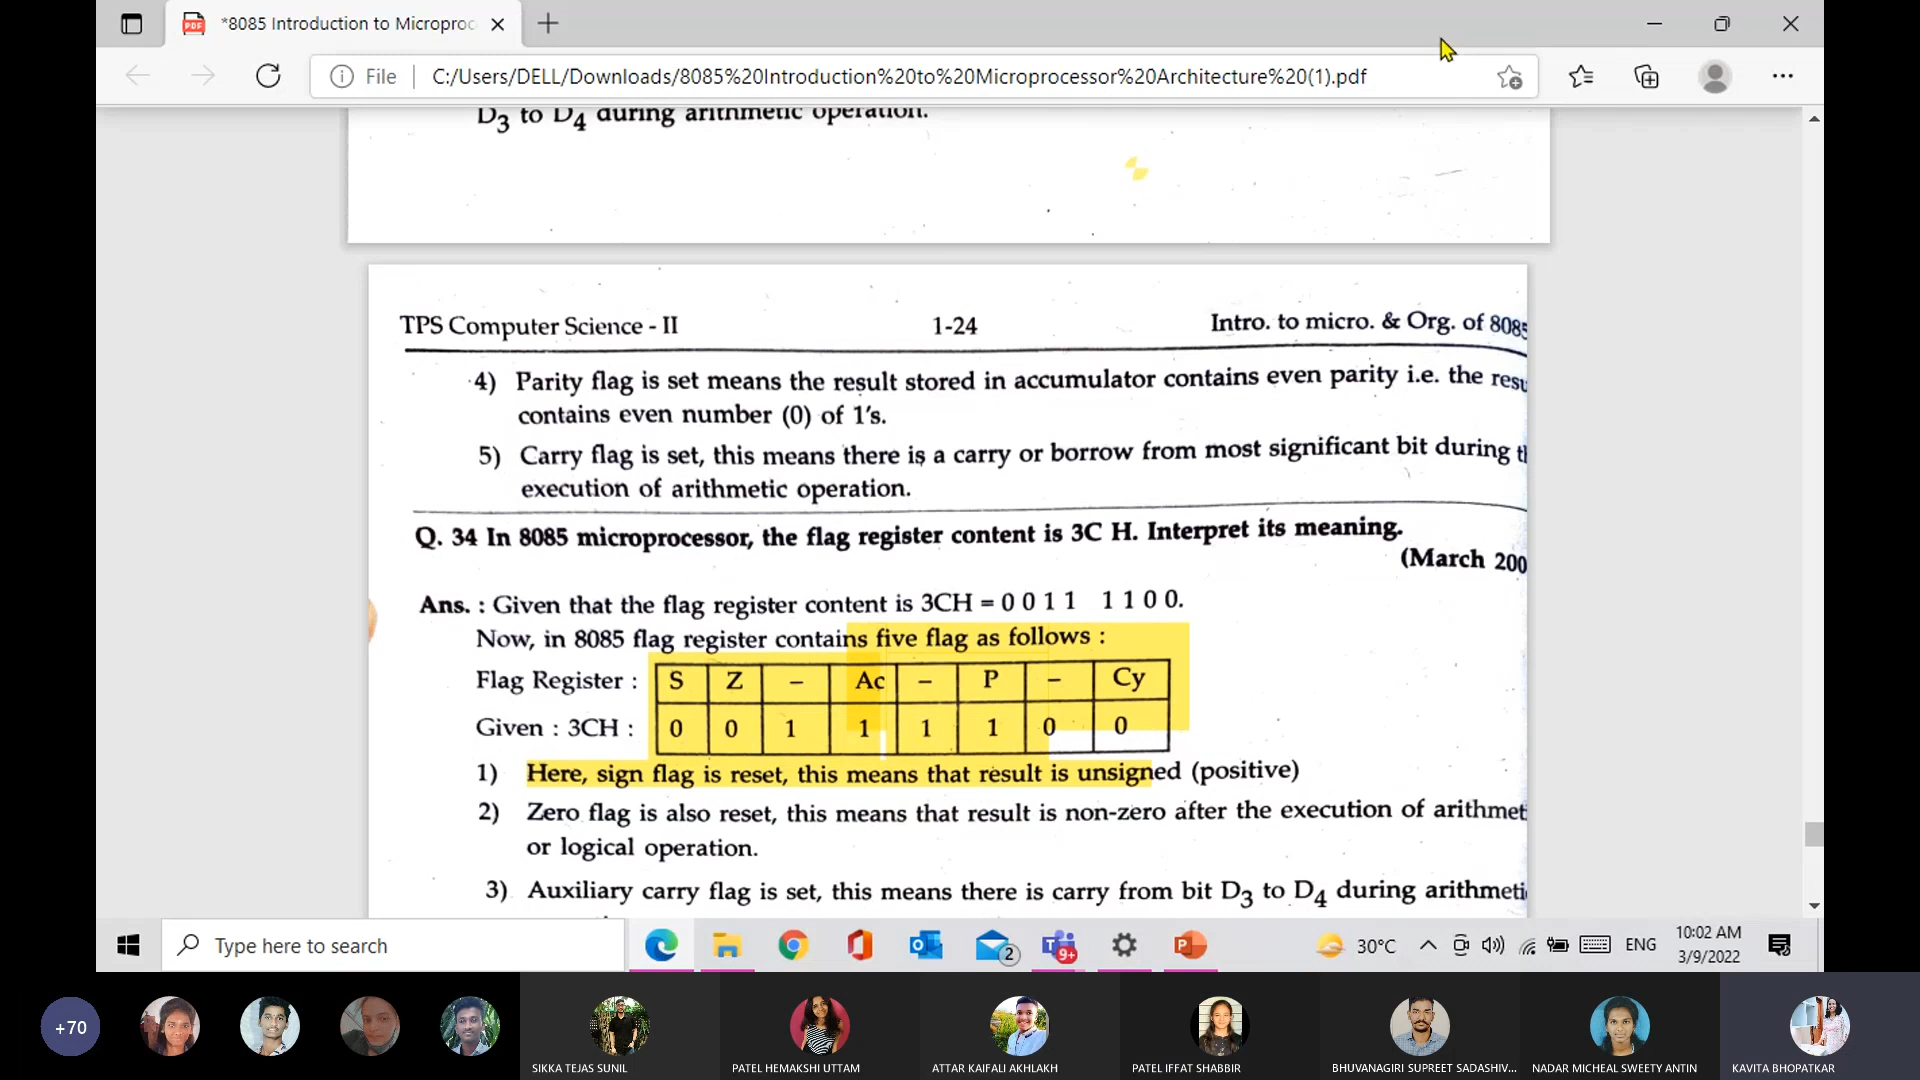 *8085 Introduction to Microproc
File
C:/Users/DELL/Downloads/8085%20Introduction%20to%20Microprocessor%20Architecture%20(1).pdf
D3 to D4 during arithmetic operation.
TPS Computer Science - II 1-24 Intro. to micro. & Org. of 8085
4) Parity flag is set means the result stored in accumulator contains even parity i.e. the resu
contains even number (0) of 1's.
5) Carry flag is set, this means there is a carry or borrow from most significant bit during t
execution of arithmetic operation.
Q. 34 In 8085 microprocessor, the flag register content is 3C H. Interpret its meaning.
(March 200
Ans. : Given that the flag register content is 3CH = 0 0 1 1 1 1 0 0.
Now, in 8085 flag register contains five flag as follows :
Flag Register : S Z – Ac – P – Cy
Given : 3CH : 0 0 1 1 1 1 0 0
1) Here, sign flag is reset, this means that result is unsigned (positive)
2) Zero flag is also reset, this means that result is non-zero after the execution of arithmet
or logical operation.
3) Auxiliary carry flag is set, this means there is carry from bit D3 to D4 during arithmeti
Type here to search
2
9+
30°C
ENG
10:02 AM
3/9/2022
+70
SIKKA TEJAS SUNIL
PATEL HEMAKSHI UTTAM
ATTAR KAIFALI AKHLAKH
PATEL IFFAT SHABBIR
BHUVANAGIRI SUPREET SADASHIV...
NADAR MICHEAL SWEETY ANTIN
KAVITA BHOPATKAR